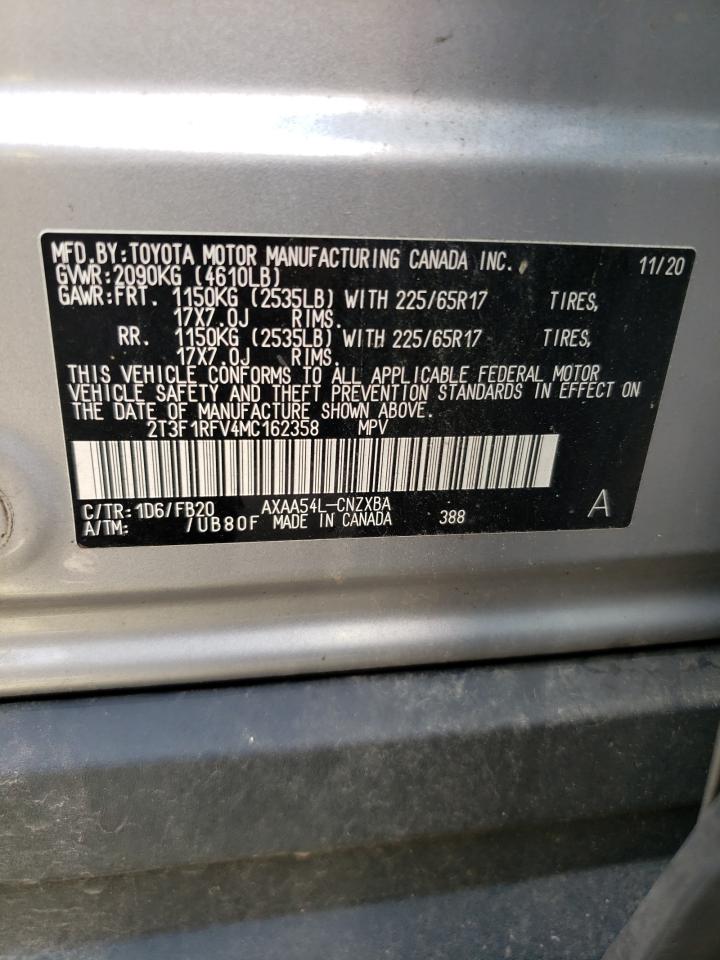 MFD.BY:TOYOTA MOTOR MANUFACTURING CANADA INC. 11/20
GVWR:2090KG (4610LB)
GAWR:FRT. 1150KG (2535LB) WITH 225/65R17 TIRES,
17X7.0J RIMS.
RR. 1150KG (2535LB) WITH 225/65R17 TIRES,
17X7.0J RIMS.
THIS VEHICLE CONFORMS TO ALL APPLICABLE FEDERAL MOTOR
VEHICLE SAFETY AND THEFT PREVENTION STANDARDS IN EFFECT ON
THE DATE OF MANUFACTURE SHOWN ABOVE.
2T3F1RFV4MC162358 MPV
C/TR:1D6/FB20 AXAA54L-CNZXBA
A/TM: /UB80F MADE IN CANADA 388 A